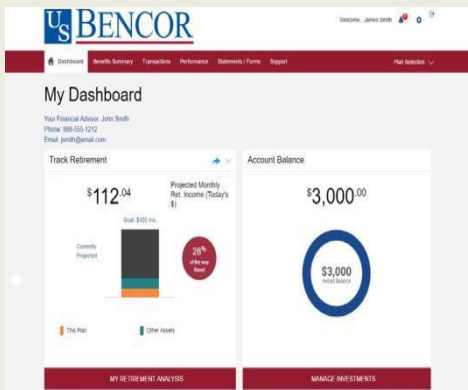 US BENCOR
Welcome, James Smith
Dashboard Benefits Summary Transactions Performance Statements / Forms Support Plan Selection
My Dashboard
Your Financial Advisor: John Smith
Phone: 888-555-1212
Email: jsmith@email.com
Track Retirement
$112.04
Projected Monthly
Ret. Income (Today's
$)
Goal: $400 mo.
Currently
Projected
28%
of the way
there!
This Plan
Other Assets
MY RETIREMENT ANALYSIS
Account Balance
$3,000.00
$3,000
Vested Balance
MANAGE INVESTMENTS